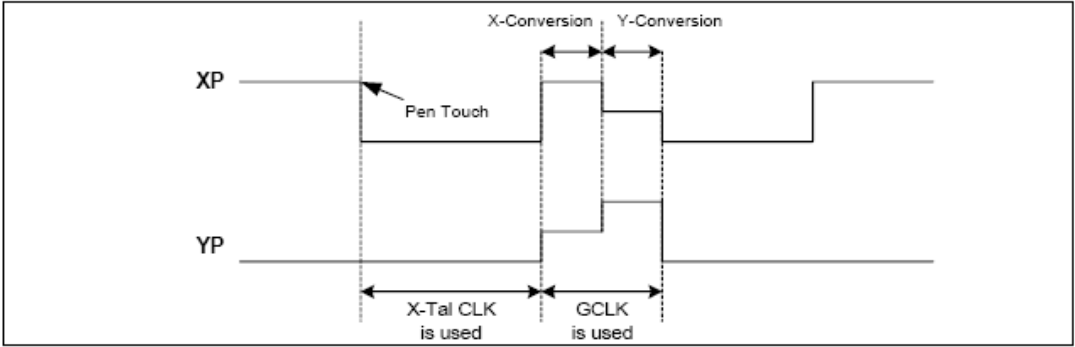 X-Conversion Y-Conversion
XP
Pen Touch
YP
X-Tal CLK
is used
GCLK
is used